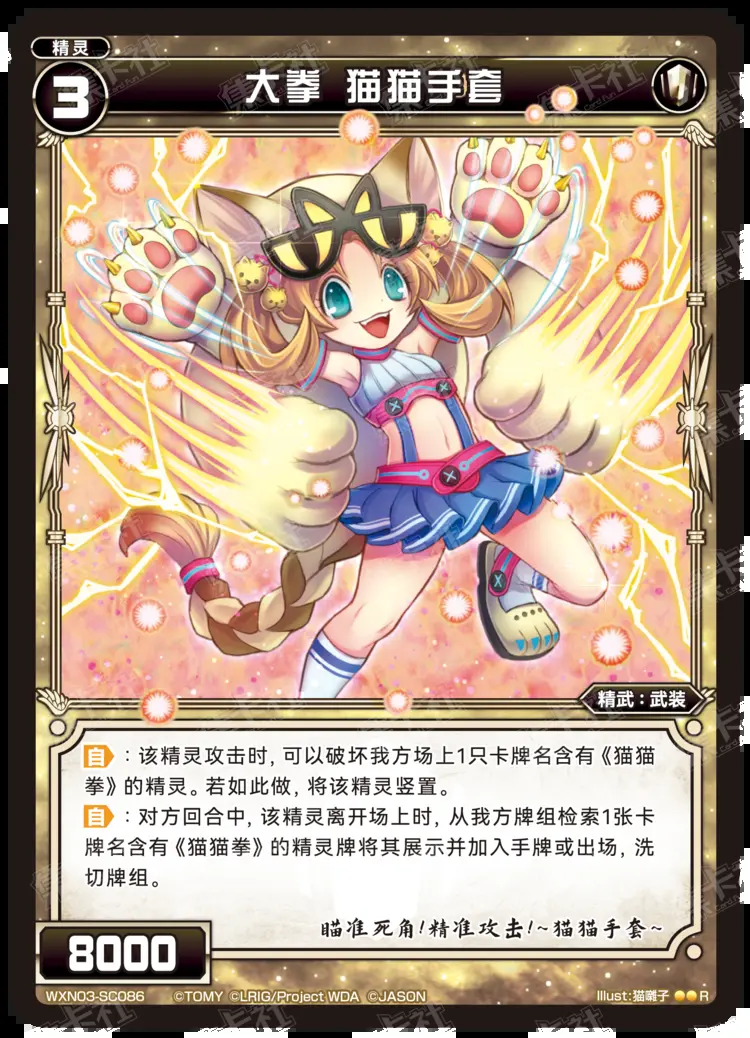 精灵
3
大拳 猫猫手套
精武：武装
自：该精灵攻击时, 可以破坏我方场上1只卡牌名含有《猫猫
拳》的精灵。若如此做, 将该精灵竖置。
自：对方回合中, 该精灵离开场上时, 从我方牌组检索1张卡
牌名含有《猫猫拳》的精灵牌将其展示并加入手牌或出场, 洗
切牌组。
瞄准死角!精准攻击!~猫猫手套~
8000
WXN03-SC086 ©TOMY ©LRIG/Project WDA ©JASON
Illust:猫囃子 R
集卡社